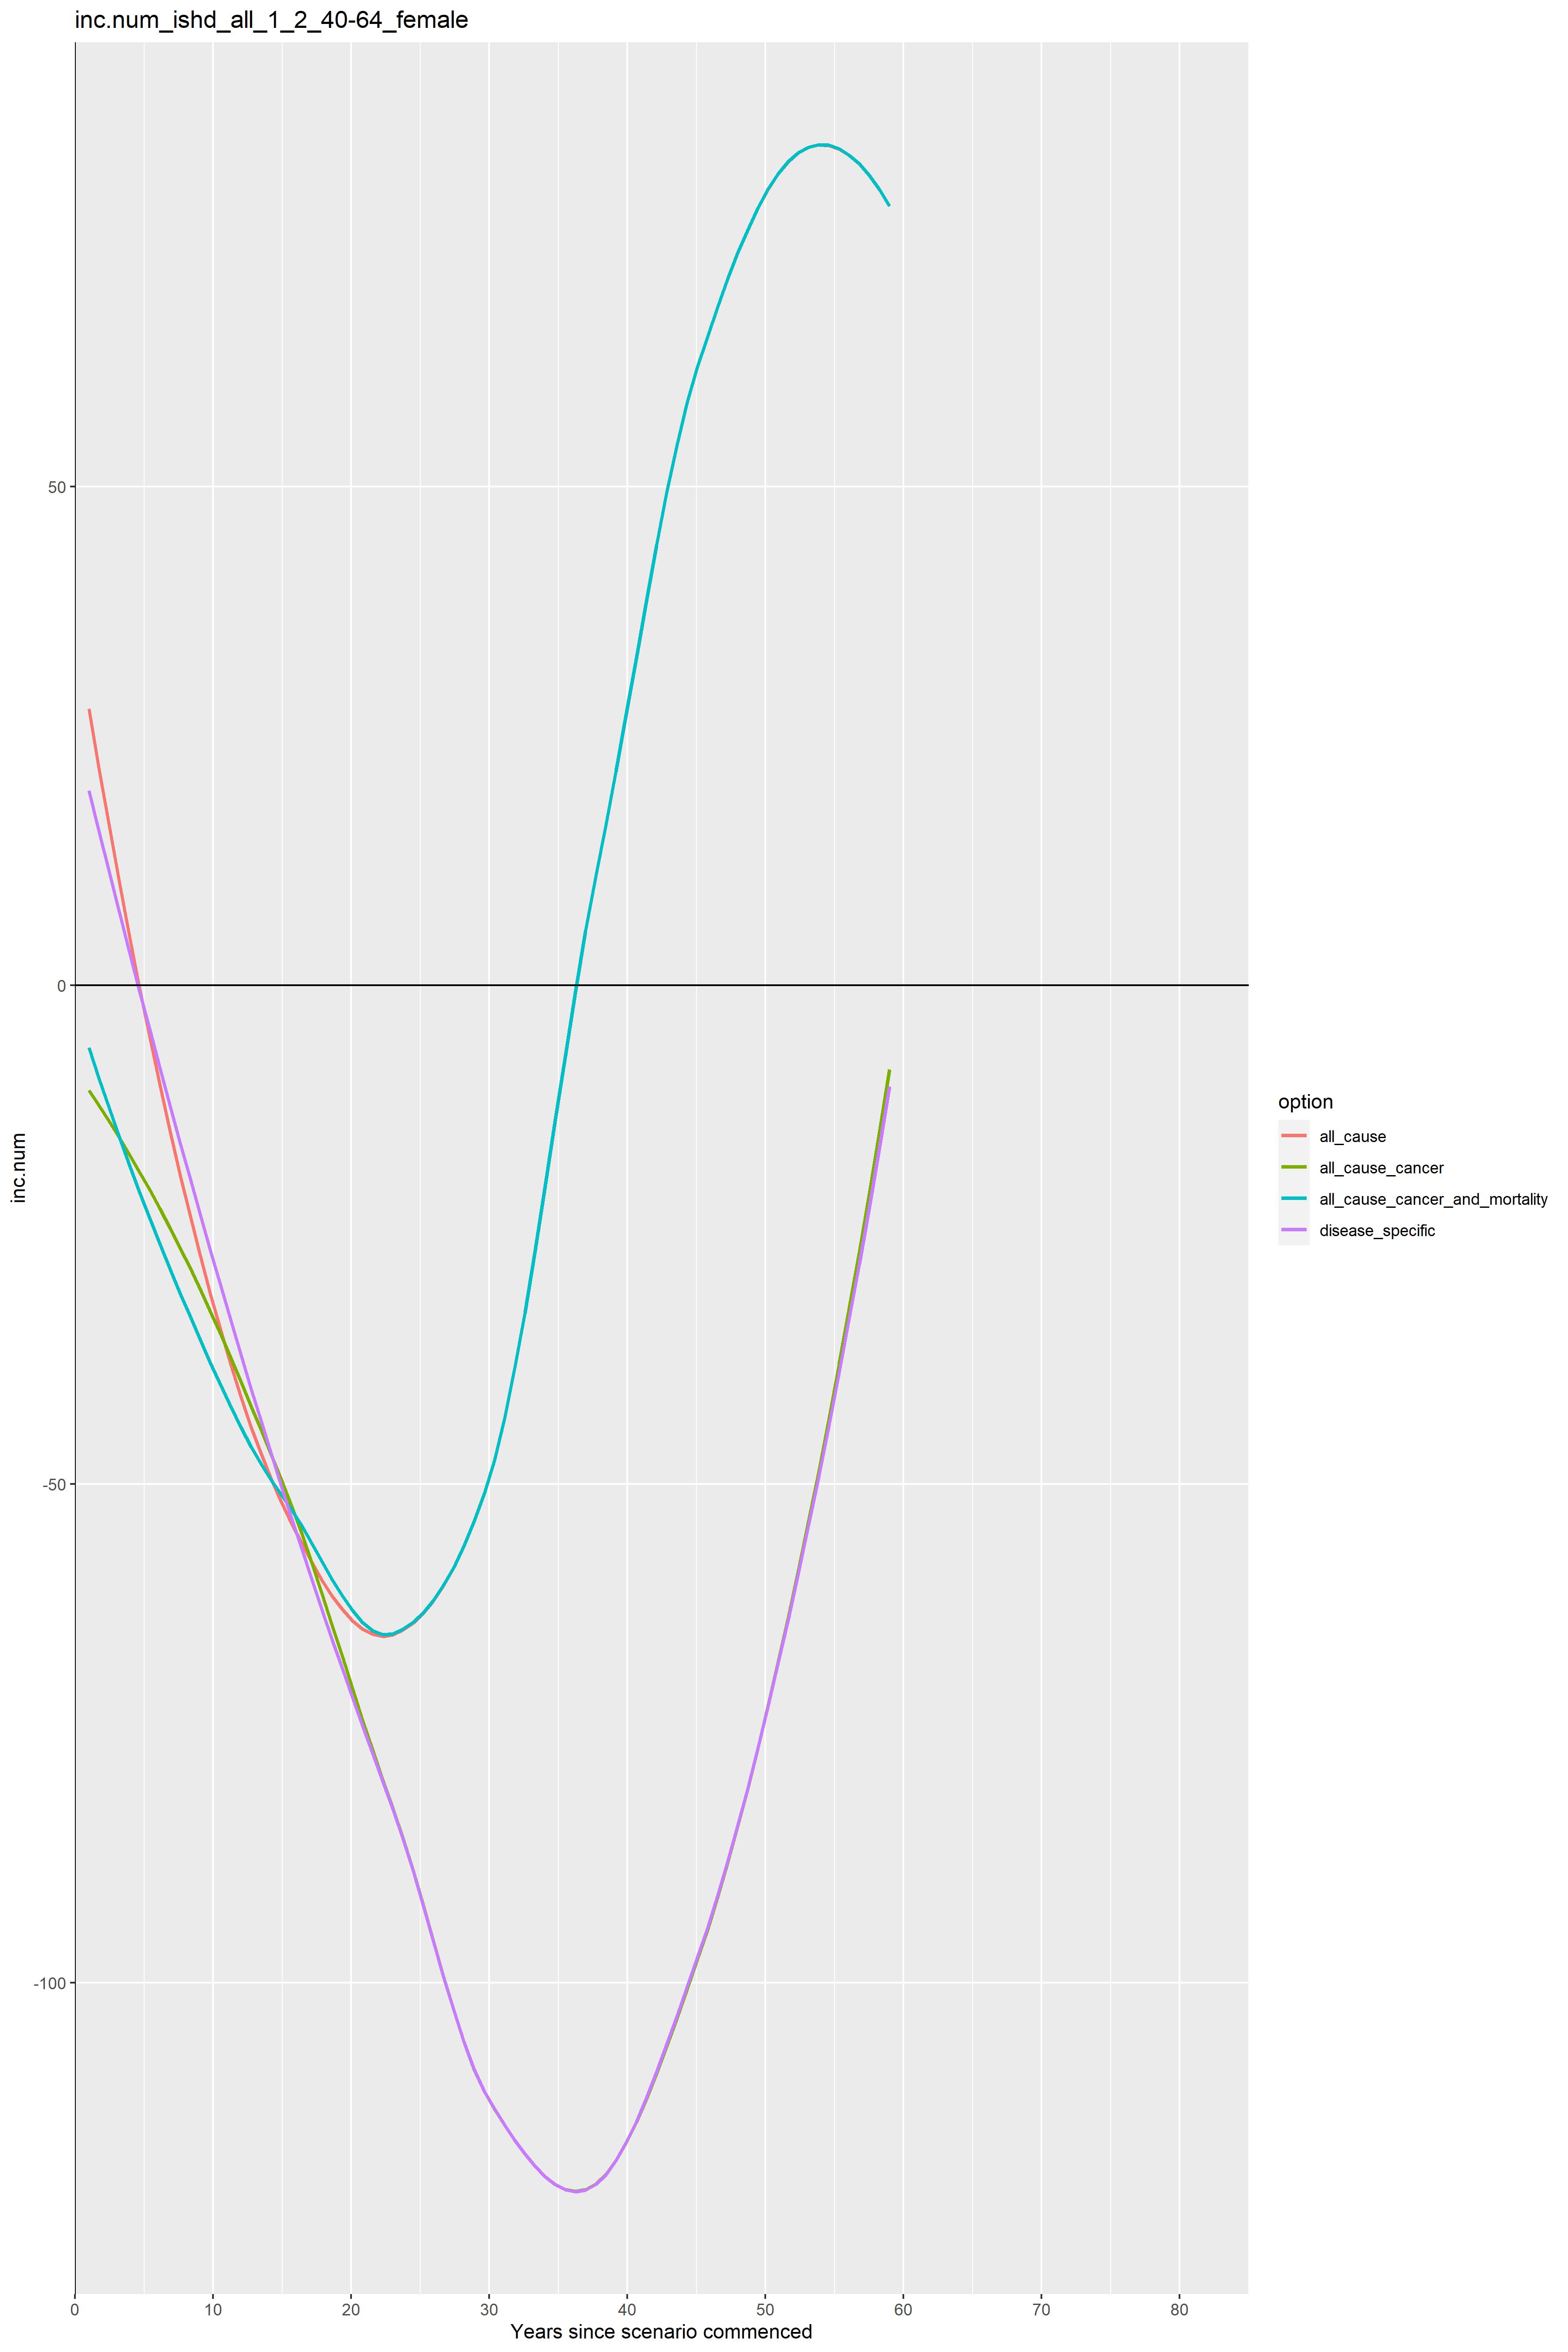 inc.num_ishd_all_1_2_40-64_female
50
0
-50
-100
inc.num
0 10 20 30 40 50 60 70 80
Years since scenario commenced
option
all_cause
all_cause_cancer
all_cause_cancer_and_mortality
disease_specific